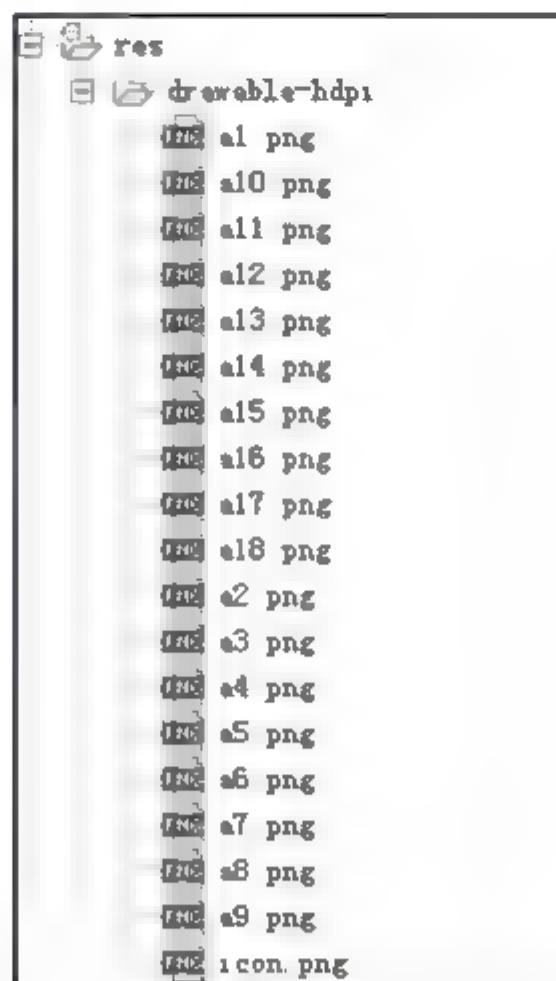 res
drawable-hdpi
a1 png
a10 png
a11 png
a12 png
a13 png
a14 png
a15 png
a16 png
a17 png
a18 png
a2 png
a3 png
a4 png
a5 png
a6 png
a7 png
a8 png
a9 png
icon.png